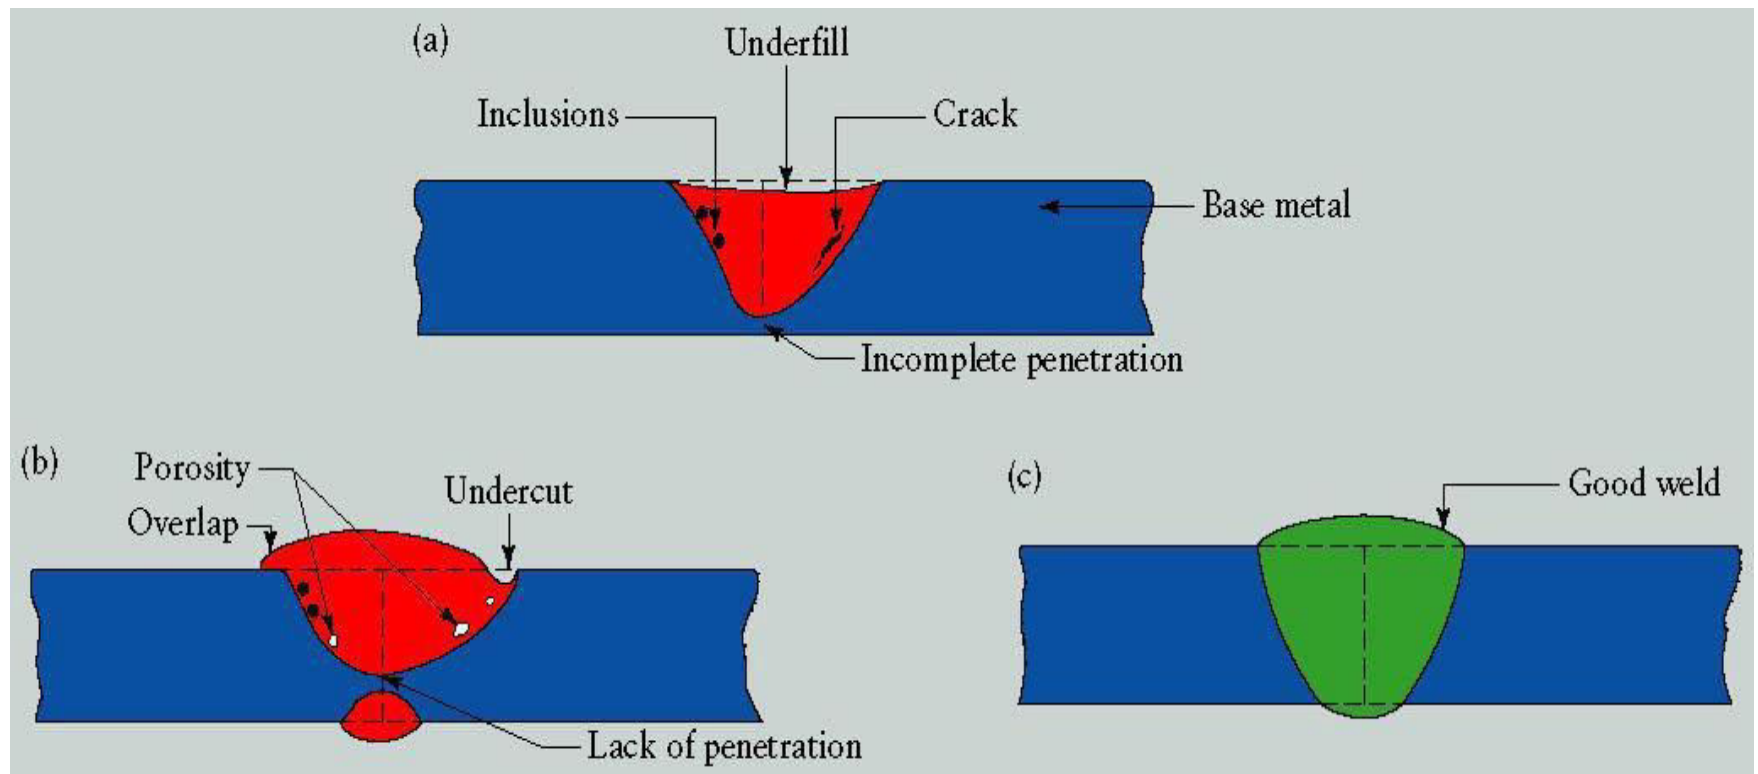 (a)
Underfill
Inclusions
Crack
Base metal
Incomplete penetration
(b)
Porosity
Undercut
Overlap
Lack of penetration
(c)
Good weld